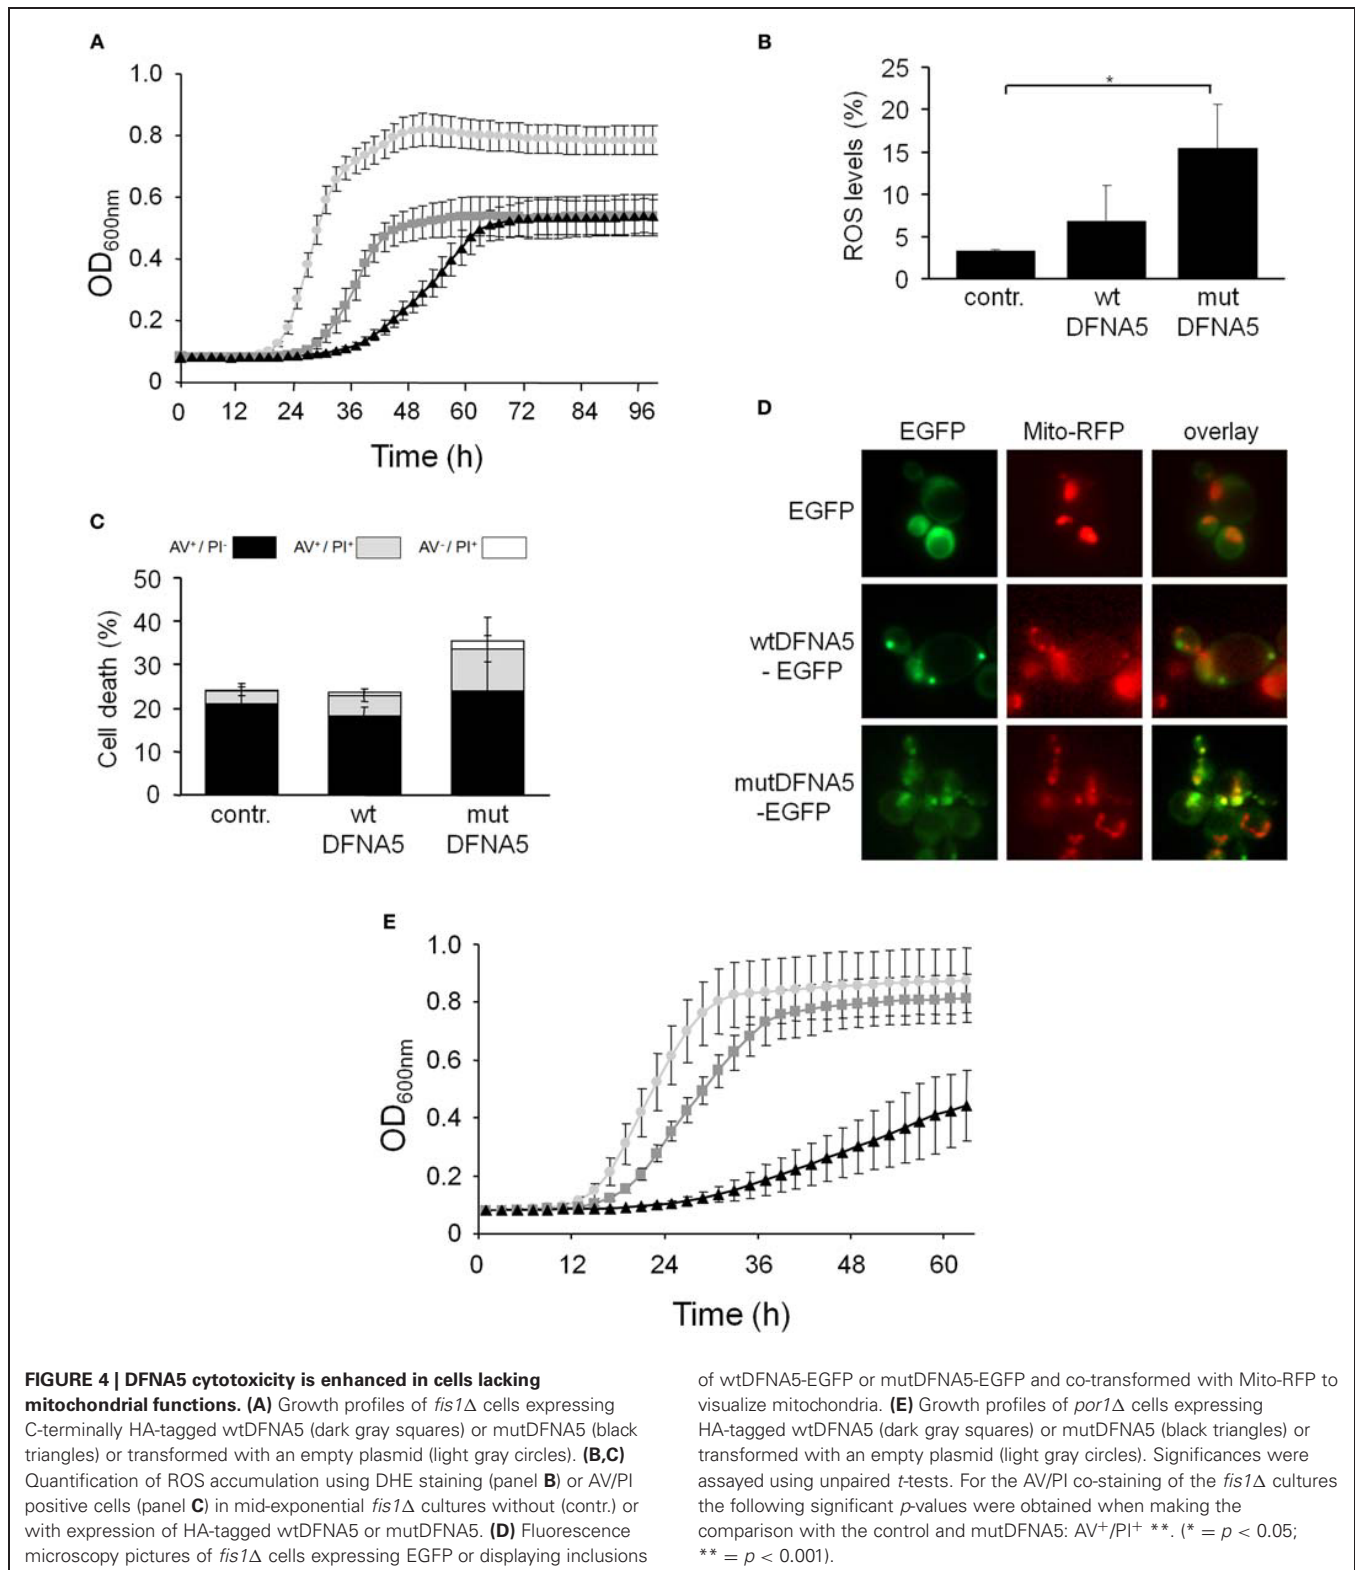 A
1.0
0.8
0.6
0.4
0.2
0
OD600nm
0 12 24 36 48 60 72 84 96
Time (h)
B
25
20
15
10
5
0
ROS levels (%)
*
contr. wt mut
DFNA5 DFNA5
C
AV+/ PI- AV+/ PI+ AV-/ PI+
50
40
30
20
10
0
Cell death (%)
contr. wt mut
DFNA5 DFNA5
D
EGFP Mito-RFP overlay
EGFP
wtDFNA5
- EGFP
mutDFNA5
-EGFP
E
1.0
0.8
0.6
0.4
0.2
0
OD600nm
0 12 24 36 48 60
Time (h)
FIGURE 4 | DFNA5 cytotoxicity is enhanced in cells lacking
mitochondrial functions. (A) Growth profiles of fis1Δ cells expressing
C-terminally HA-tagged wtDFNA5 (dark gray squares) or mutDFNA5 (black
triangles) or transformed with an empty plasmid (light gray circles). (B,C)
Quantification of ROS accumulation using DHE staining (panel B) or AV/PI
positive cells (panel C) in mid-exponential fis1Δ cultures without (contr.) or
with expression of HA-tagged wtDFNA5 or mutDFNA5. (D) Fluorescence
microscopy pictures of fis1Δ cells expressing EGFP or displaying inclusions
of wtDFNA5-EGFP or mutDFNA5-EGFP and co-transformed with Mito-RFP to
visualize mitochondria. (E) Growth profiles of por1Δ cells expressing
HA-tagged wtDFNA5 (dark gray squares) or mutDFNA5 (black triangles) or
transformed with an empty plasmid (light gray circles). Significances were
assayed using unpaired t-tests. For the AV/PI co-staining of the fis1Δ cultures
the following significant p-values were obtained when making the
comparison with the control and mutDFNA5: AV+/PI+ **. (* = p < 0.05;
** = p < 0.001).